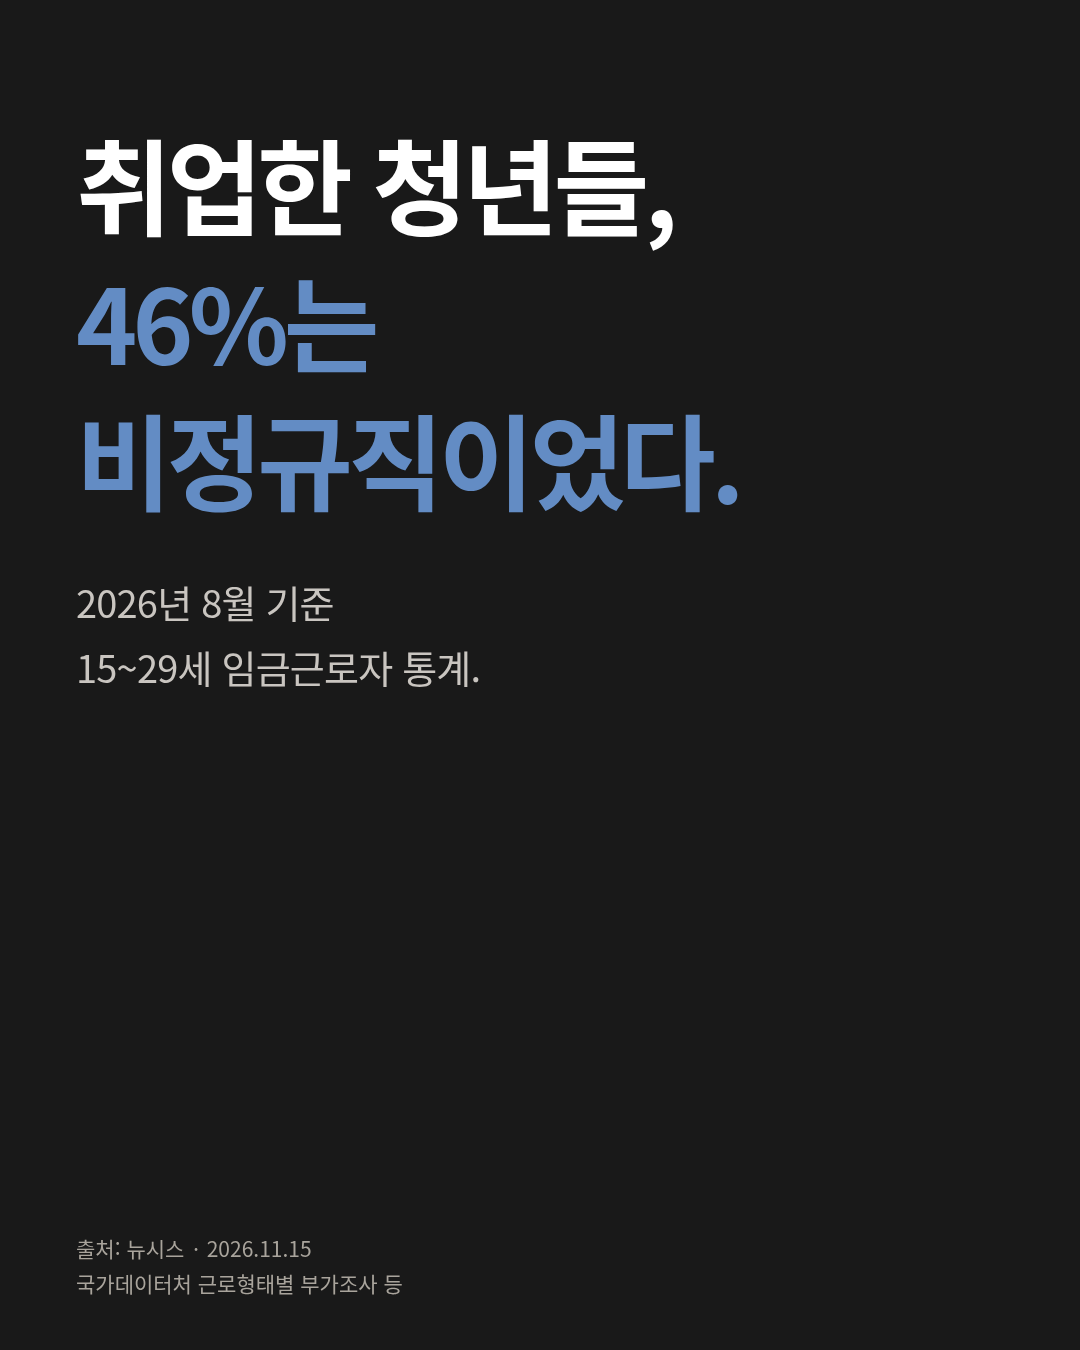 취업한 청년들,
46%는
비정규직이었다.
2026년 8월 기준
15~29세 임금근로자 통계.
출처: 뉴시스 · 2026.11.15
국가데이터처 근로형태별 부가조사 등